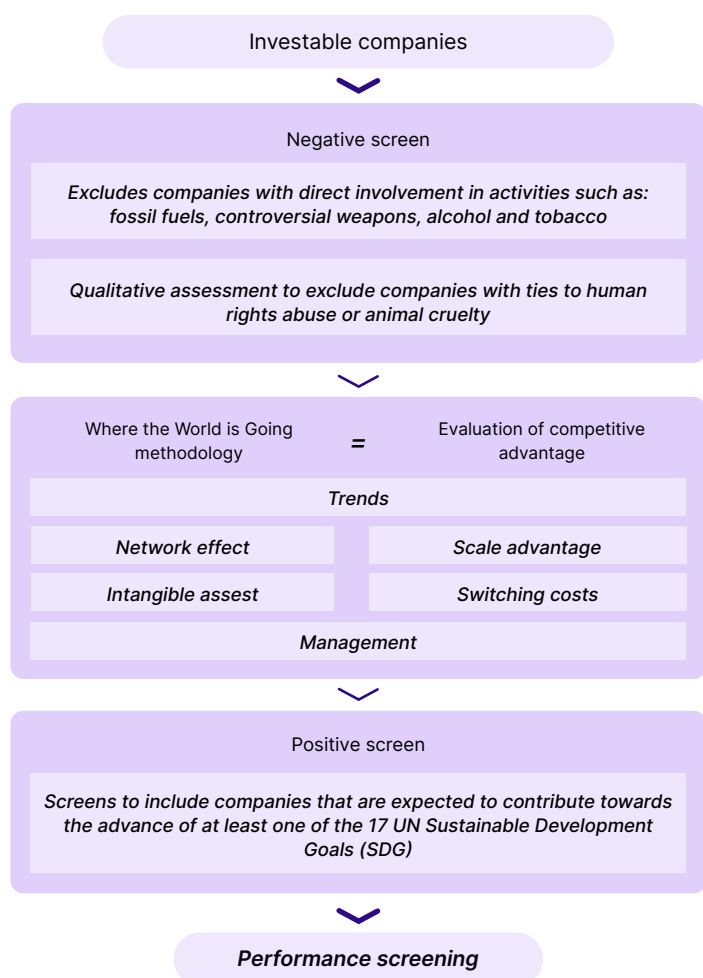 Investable companies
Negative screen
Excludes companies with direct involvement in activities such as:
fossil fuels, controversial weapons, alcohol and tobacco
Qualitative assessment to exclude companies with ties to human
rights abuse or animal cruelty
Where the World is Going
methodology
=
Evaluation of competitive
advantage
Trends
Network effect
Scale advantage
Intangible assest
Switching costs
Management
Positive screen
Screens to include companies that are expected to contribute towards
the advance of at least one of the 17 UN Sustainable Development
Goals (SDG)
Performance screening